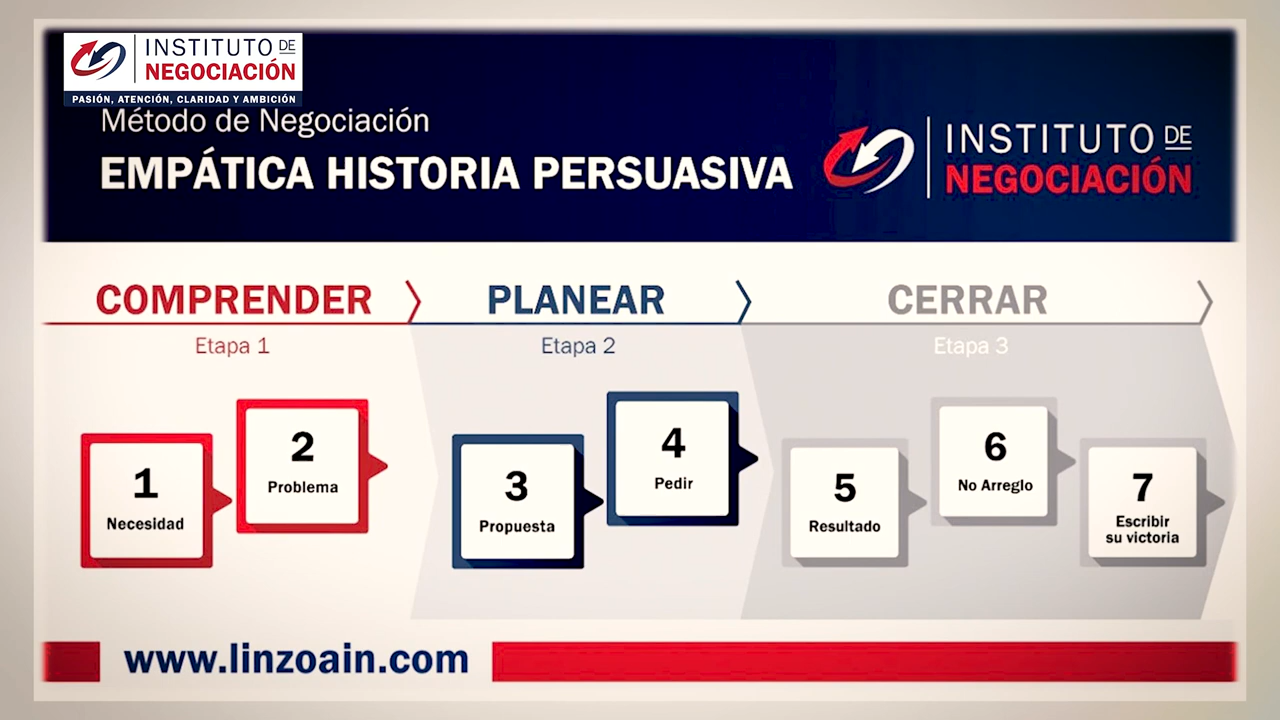 INSTITUTO DE
NEGOCIACIÓN
PASIÓN, ATENCIÓN, CLARIDAD Y AMBICIÓN
Método de Negociación
EMPÁTICA HISTORIA PERSUASIVA
INSTITUTO DE
NEGOCIACIÓN
COMPRENDER
Etapa 1
1
Necesidad
2
Problema
PLANEAR
Etapa 2
3
Propuesta
4
Pedir
CERRAR
Etapa 3
5
Resultado
6
No Arreglo
7
Escribir
su victoria
www.linzoain.com